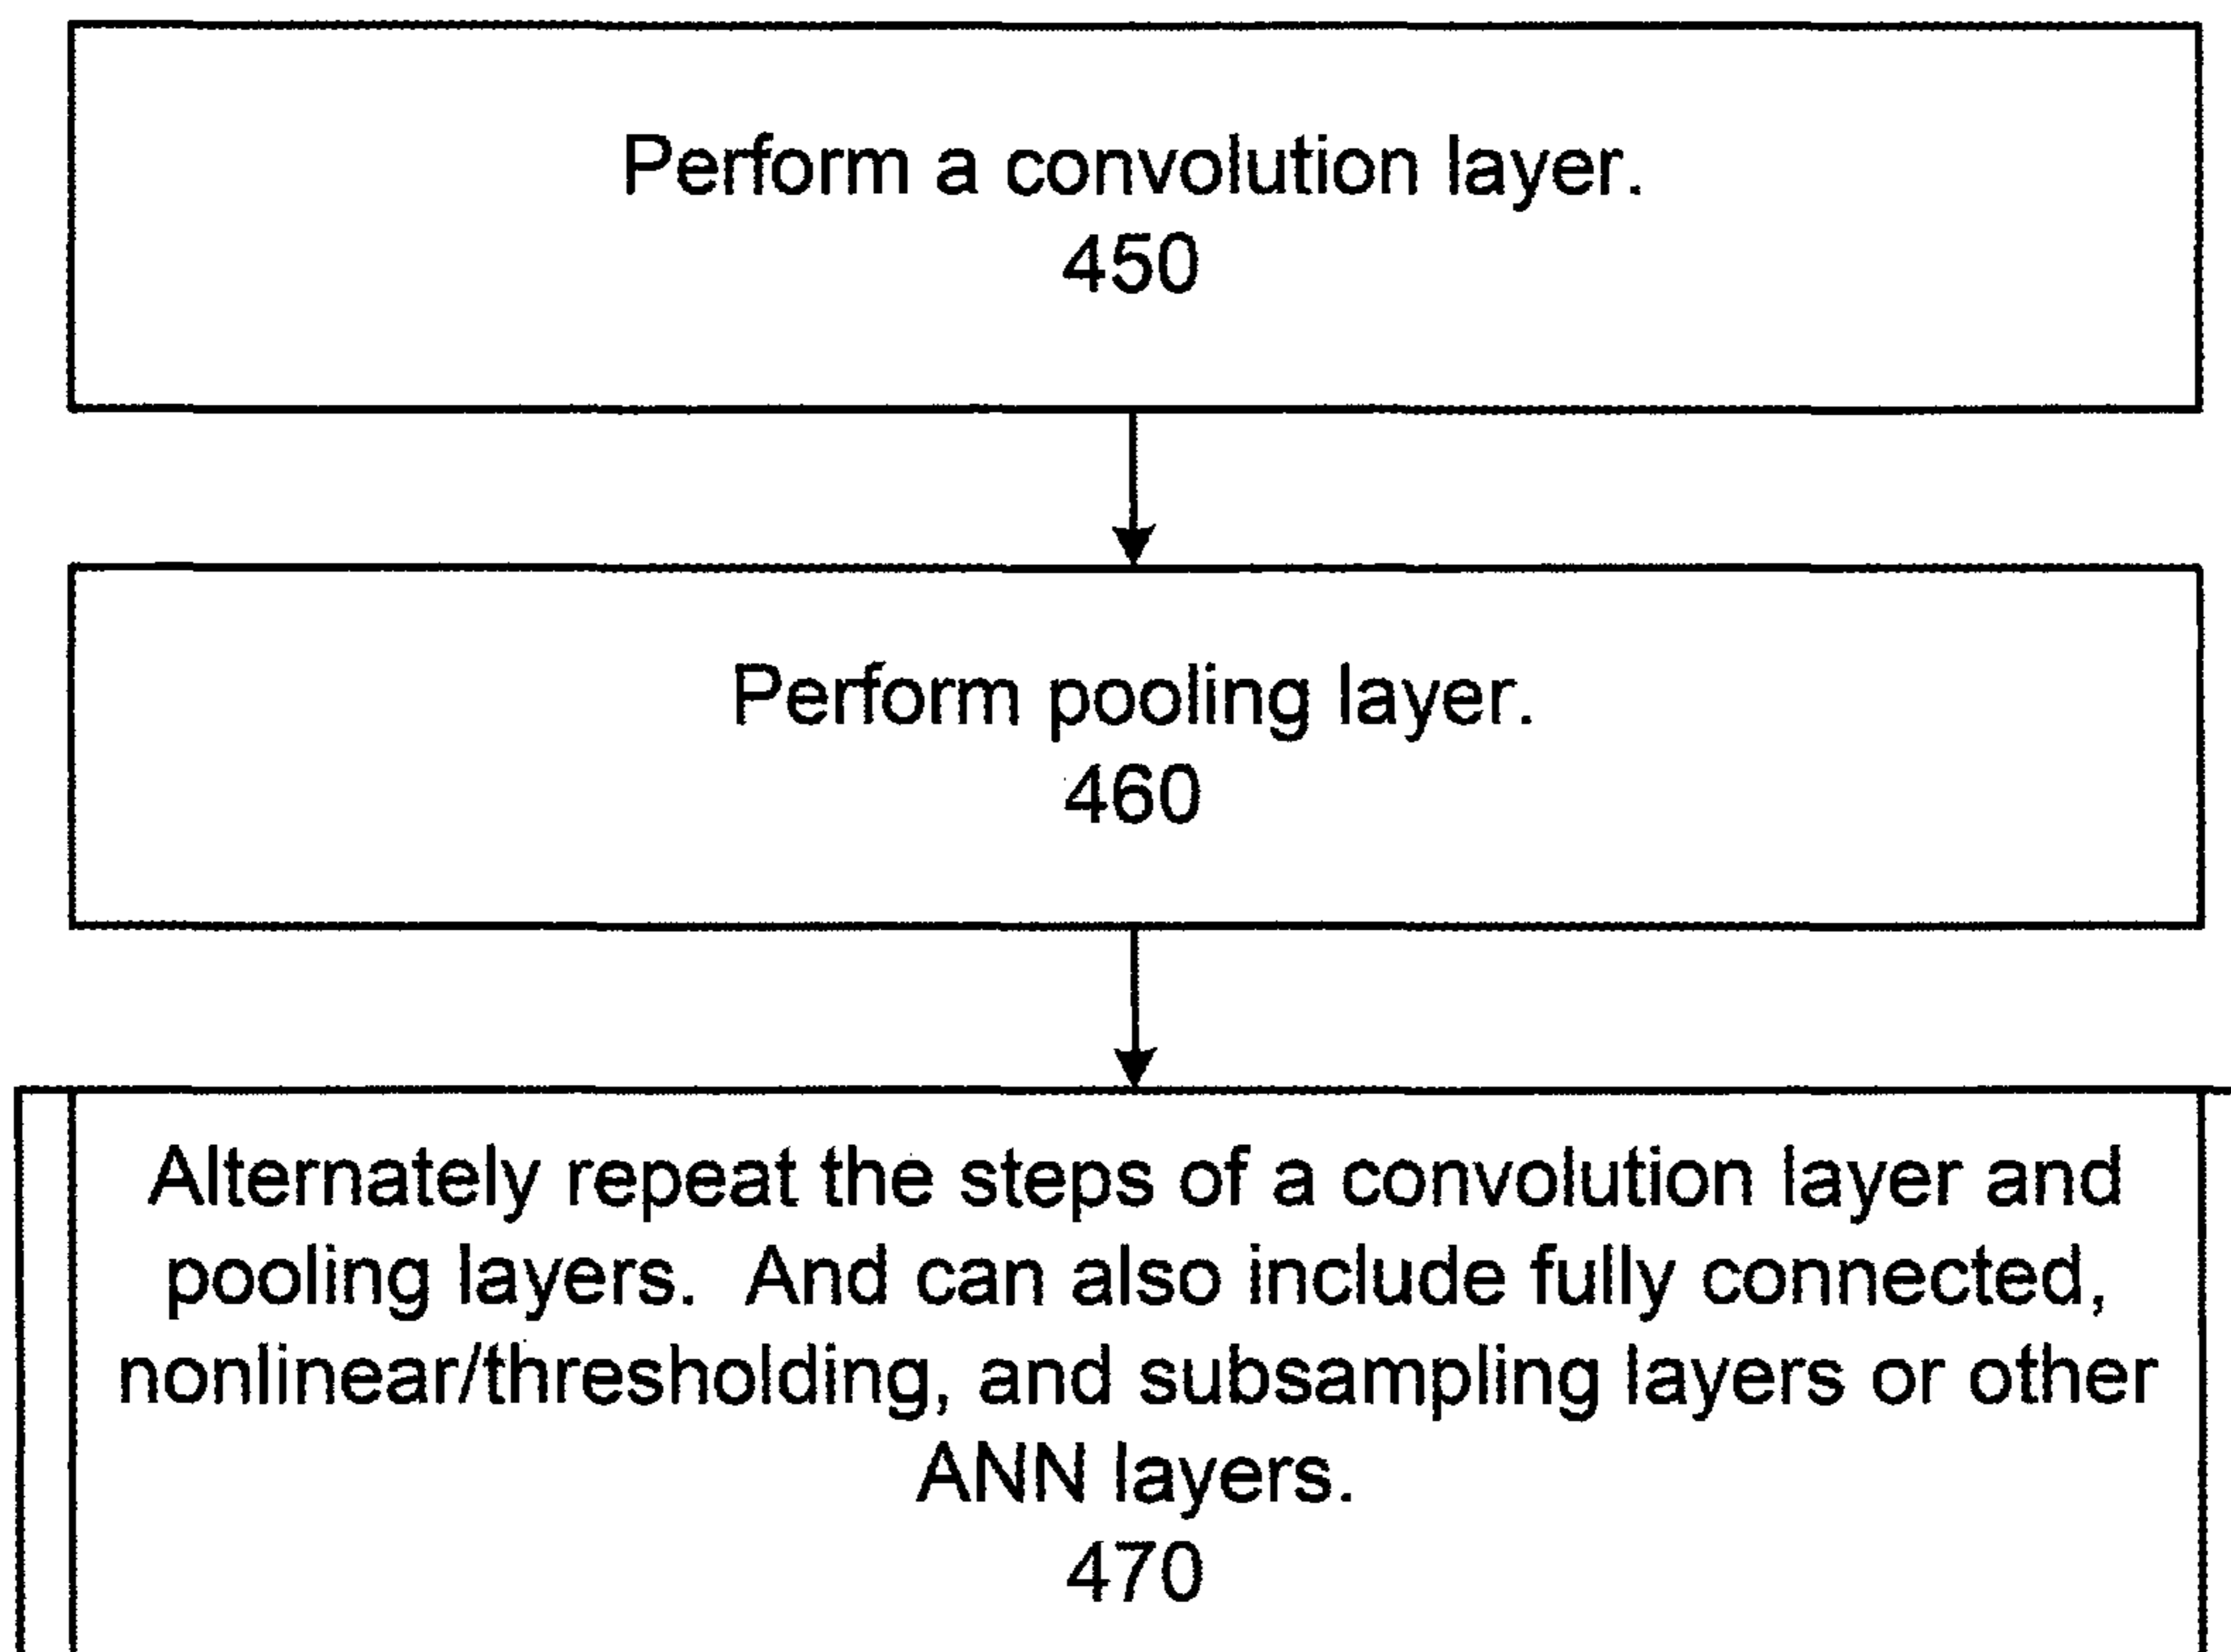 Perform a convolution layer.
450
Perform pooling layer.
460
Alternately repeat the steps of a convolution layer and
pooling layers.  And can also include fully connected,
nonlinear/thresholding, and subsampling layers or other
ANN layers.
470